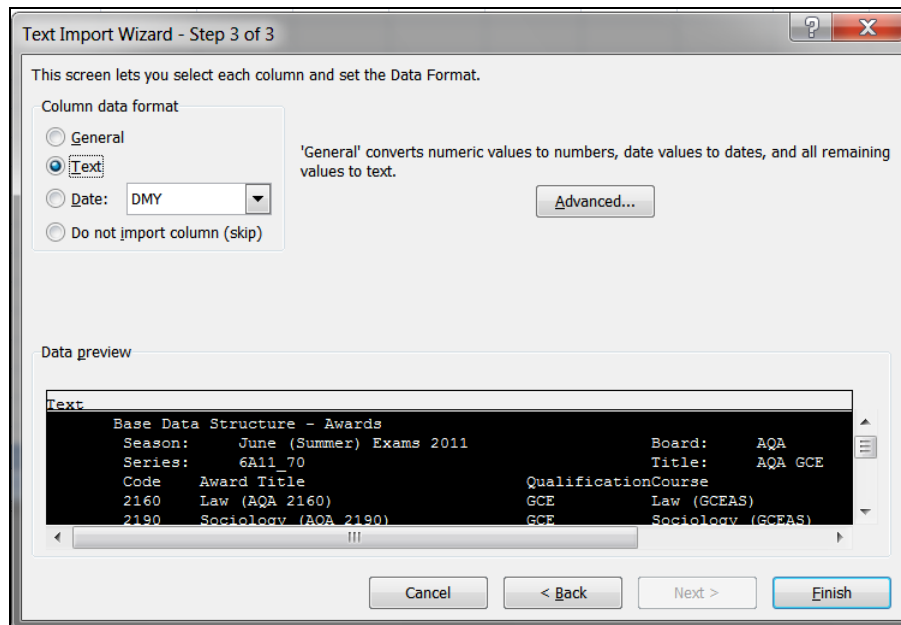 Text Import Wizard - Step 3 of 3
This screen lets you select each column and set the Data Format.
Column data format
General
Text
Date: DMY
Do not import column (skip)
'General' converts numeric values to numbers, date values to dates, and all remaining
values to text.
Advanced...
Data preview
Text
Base Data Structure - Awards
Season: June (Summer) Exams 2011 Board: AQA
Series: 6A11_70 Title: AQA GCE
Code Award Title QualificationCourse
2160 Law (AQA 2160) GCE Law (GCEAS)
2190 Sociology (AQA 2190) GCE Sociology (GCEAS)
Cancel < Back Next > Finish